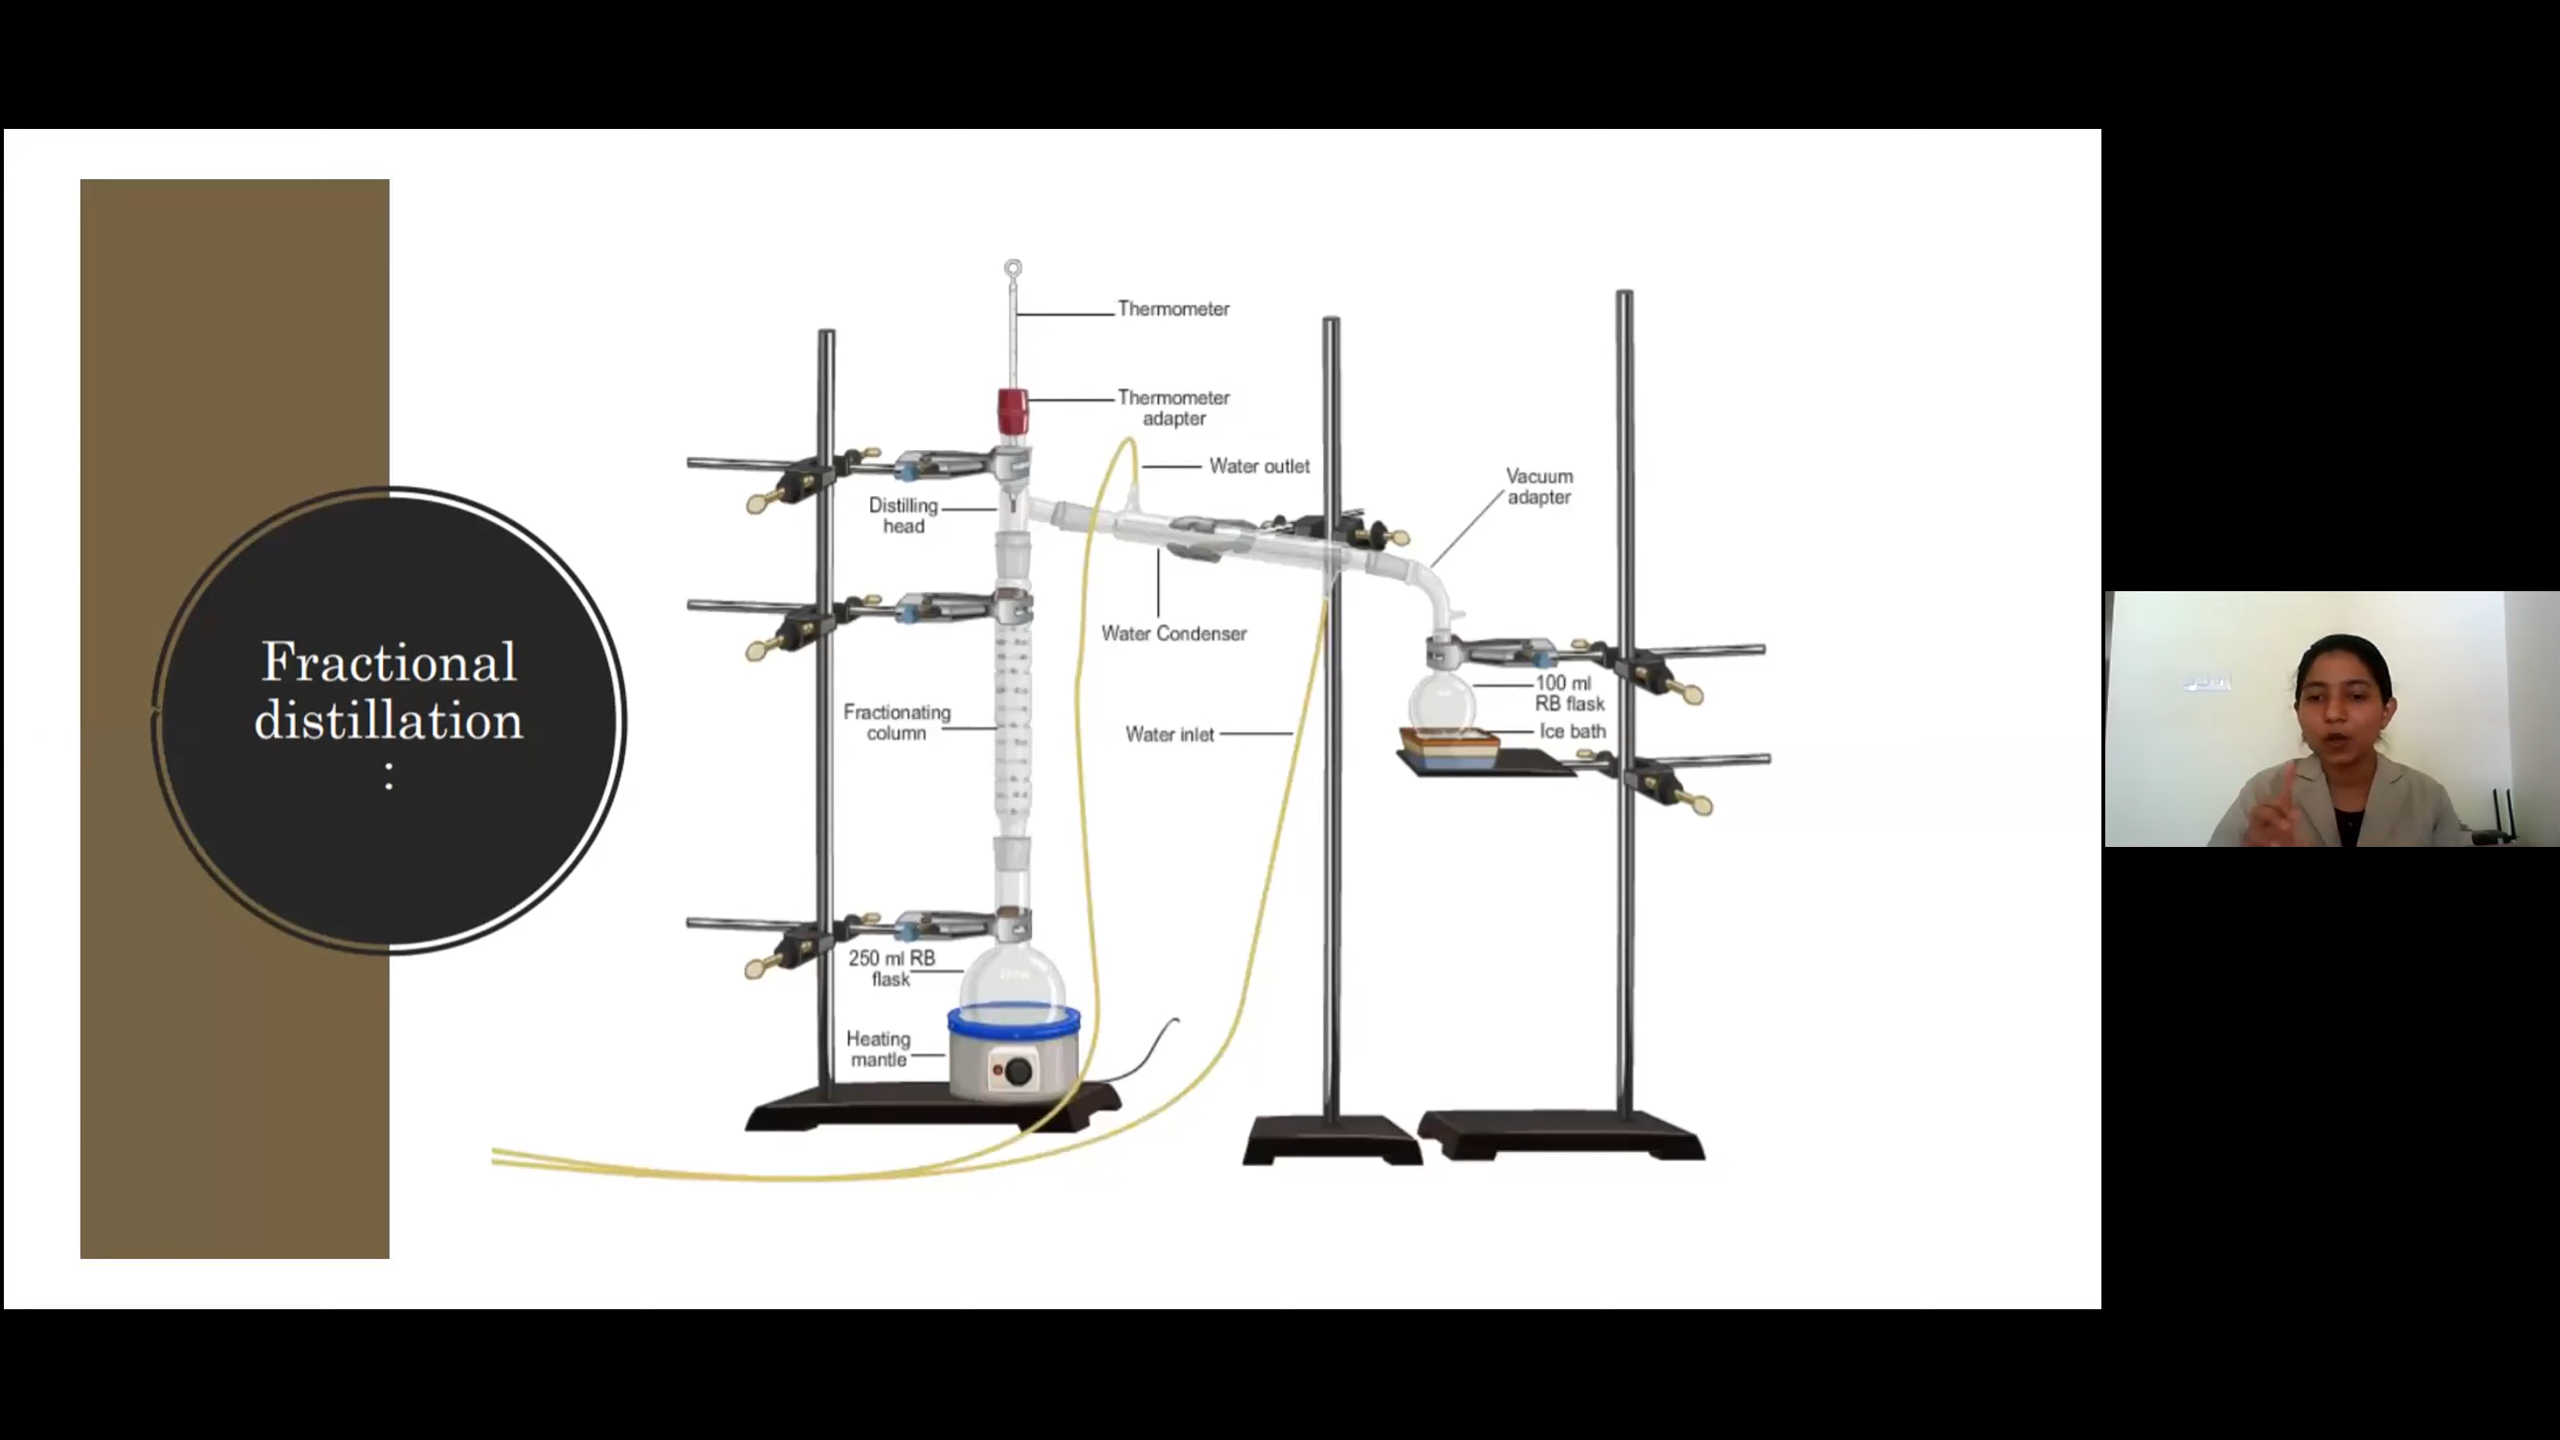 Fractional
distillation
:
Thermometer
Thermometer
adapter
Water outlet
Vacuum
adapter
Distilling
head
Water Condenser
100 ml
RB flask
Fractionating
column
Water inlet
Ice bath
250 ml RB
flask
Heating
mantle